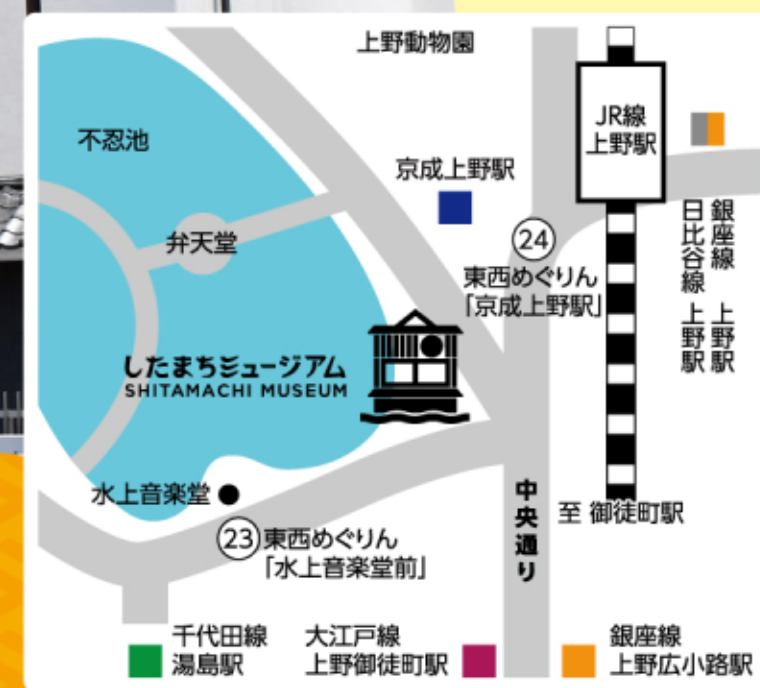 上野動物園
不忍池
JR線
上野駅
京成上野駅
弁天堂
24
東西めぐりん
「京成上野駅」
銀座線 上野駅
日比谷線 上野駅
したまちミュージアム
SHITAMACHI MUSEUM
水上音楽堂
23 東西めぐりん
「水上音楽堂前」
中央通り
至 御徒町駅
千代田線
湯島駅
大江戸線
上野御徒町駅
銀座線
上野広小路駅